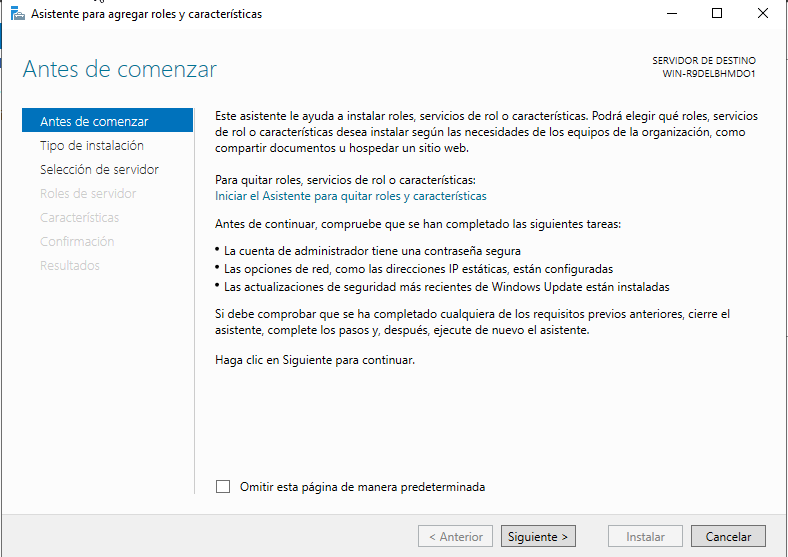 Asistente para agregar roles y características
Antes de comenzar
SERVIDOR DE DESTINO
WIN-R9DELBHMDO1
Antes de comenzar
Tipo de instalación
Selección de servidor
Roles de servidor
Características
Confirmación
Resultados
Este asistente le ayuda a instalar roles, servicios de rol o características. Podrá elegir qué roles, servicios
de rol o características desea instalar según las necesidades de los equipos de la organización, como
compartir documentos u hospedar un sitio web.
Para quitar roles, servicios de rol o características:
Iniciar el Asistente para quitar roles y características
Antes de continuar, compruebe que se han completado las siguientes tareas:
• La cuenta de administrador tiene una contraseña segura
• Las opciones de red, como las direcciones IP estáticas, están configuradas
• Las actualizaciones de seguridad más recientes de Windows Update están instaladas
Si debe comprobar que se ha completado cualquiera de los requisitos previos anteriores, cierre el
asistente, complete los pasos y, después, ejecute de nuevo el asistente.
Haga clic en Siguiente para continuar.
Omitir esta página de manera predeterminada
< Anterior
Siguiente >
Instalar
Cancelar